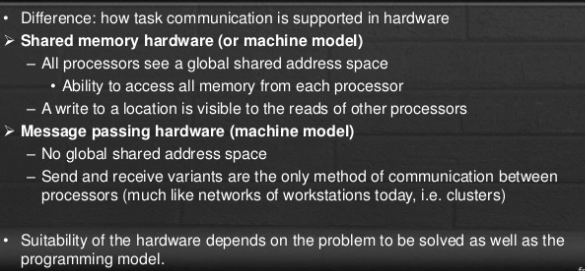 • Difference: how task communication is supported in hardware
➢ Shared memory hardware (or machine model)
– All processors see a global shared address space
• Ability to access all memory from each processor
– A write to a location is visible to the reads of other processors
➢ Message passing hardware (machine model)
– No global shared address space
– Send and receive variants are the only method of communication between
processors (much like networks of workstations today, i.e. clusters)
• Suitability of the hardware depends on the problem to be solved as well as the
programming model.